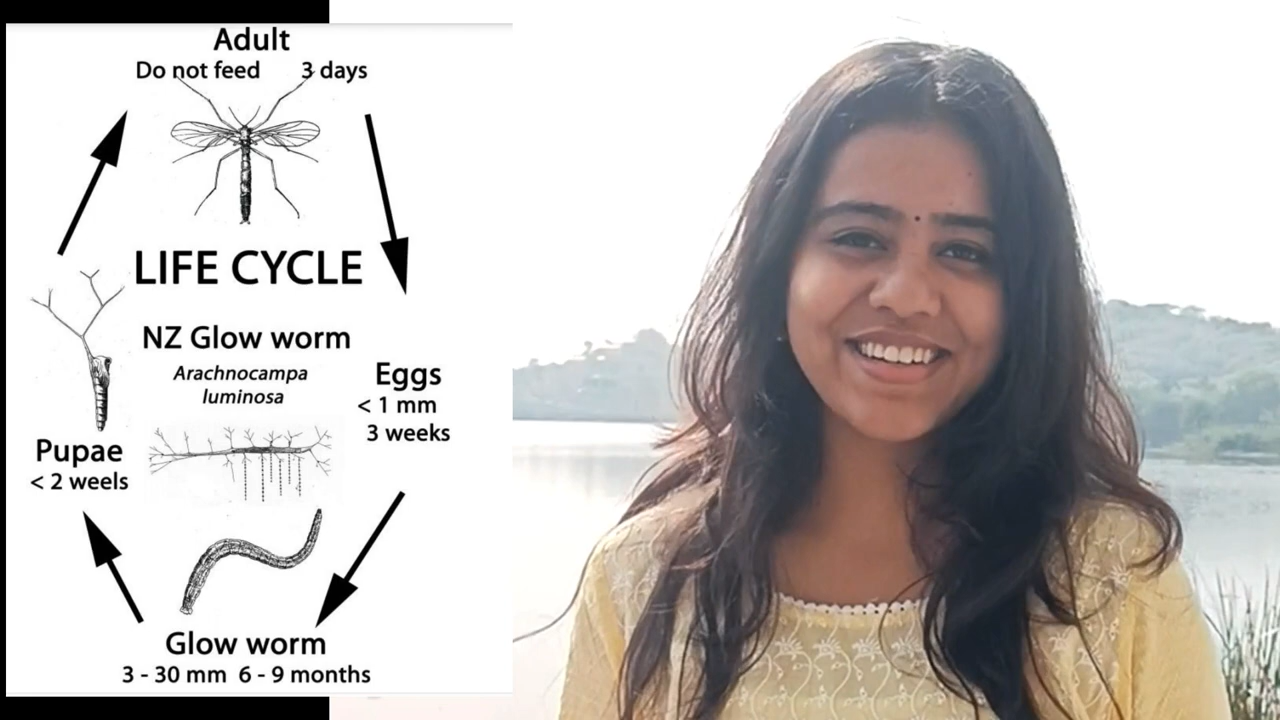 Adult
Do not feed 3 days
LIFE CYCLE
NZ Glow worm
Arachnocampa
luminosa
Eggs
< 1 mm
3 weeks
Pupae
< 2 weels
Glow worm
3 - 30 mm 6 - 9 months